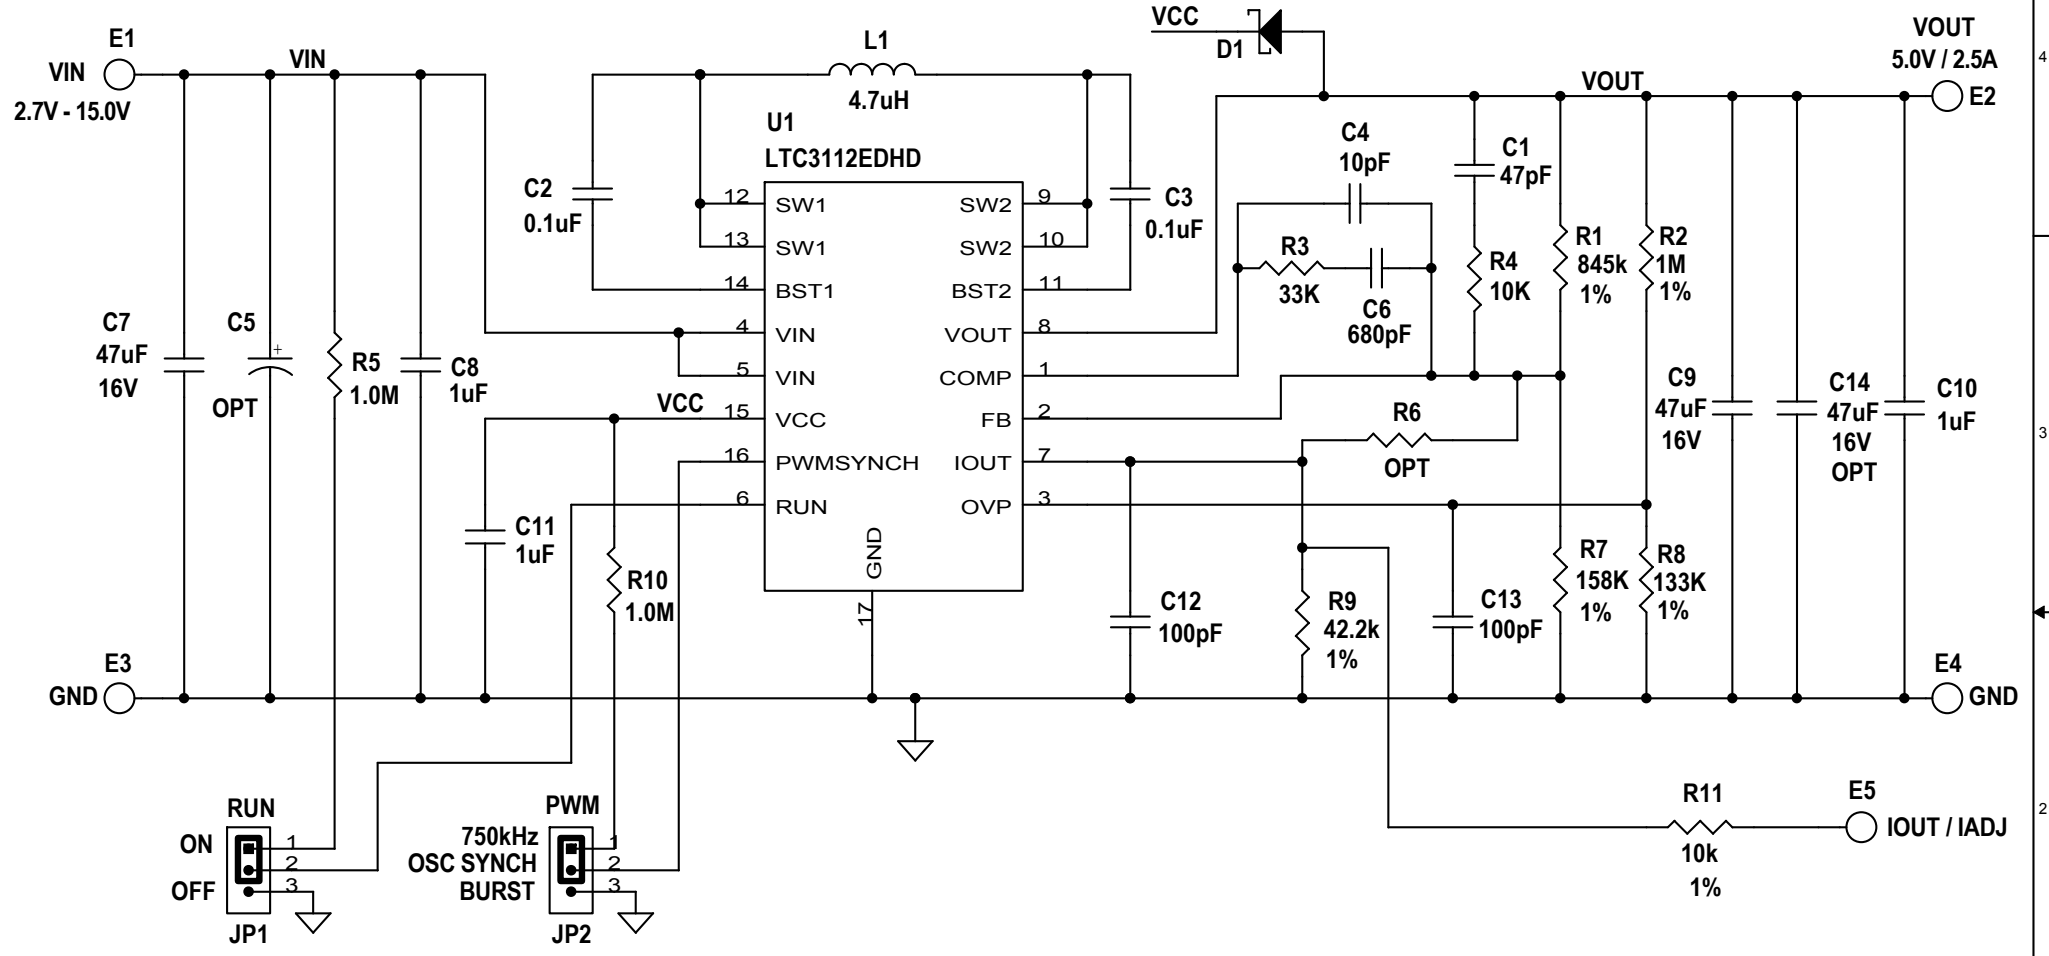 E1
VIN
2.7V - 15.0V
VIN
L1
4.7uH
VCC
D1
VOUT
5.0V / 2.5A
E2
VOUT
4
U1
LTC3112EDHD
C2
0.1uF
C3
0.1uF
C4
10pF
C1
47pF
12 SW1 SW2 9
13 SW1 SW2 10
14 BST1 BST2 11
4 VIN VOUT 8
5 VIN COMP 1
VCC 15 VCC FB 2
16 PWMSYNCH IOUT 7
6 RUN OVP 3
GND
17
R3
33K
C6
680pF
R4
10K
R1
845k
1%
R2
1M
1%
C7
47uF
16V
C5
+
OPT
R5
1.0M
C8
1uF
R6
OPT
C9
47uF
16V
C14
47uF
16V
OPT
C10
1uF
3
C11
1uF
R10
1.0M
C12
100pF
R9
42.2k
1%
C13
100pF
R7
158K
1%
R8
133K
1%
E3
GND
E4
GND
RUN
ON
OFF
1
2
3
JP1
PWM
750kHz
OSC SYNCH
BURST
1
2
3
JP2
R11
10k
1%
E5
IOUT / IADJ
2